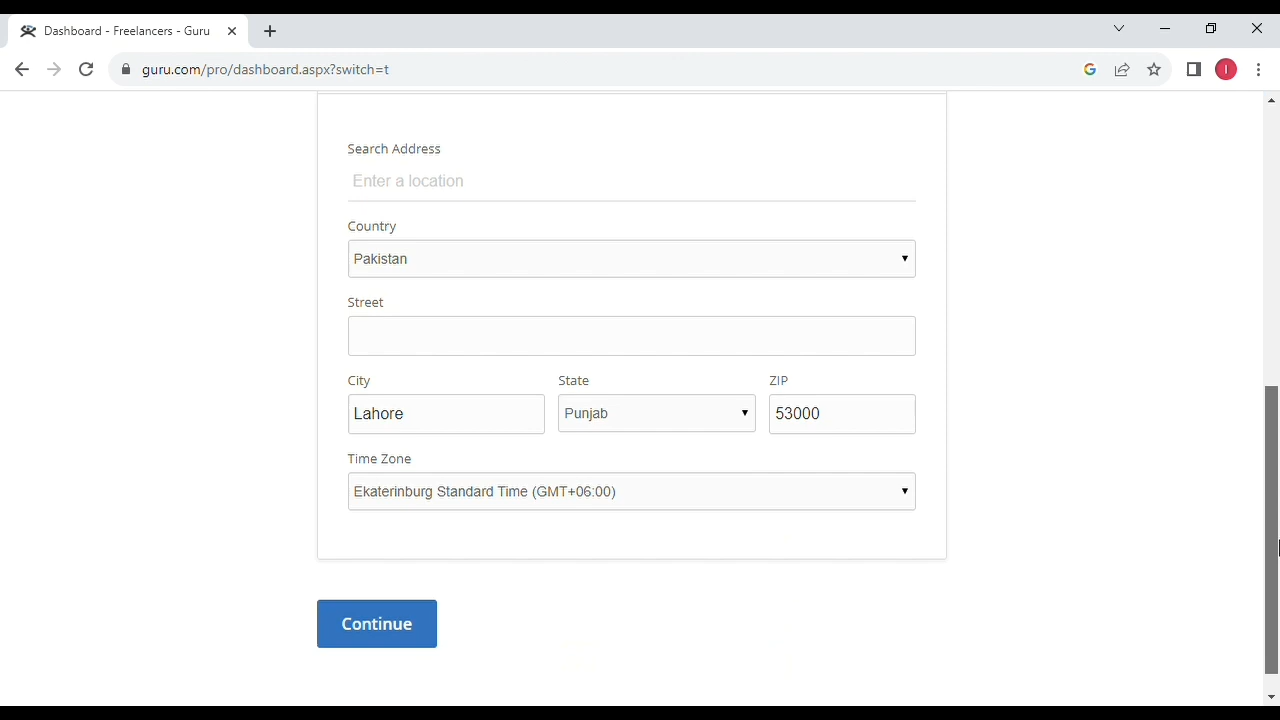 Dashboard - Freelancers - Guru
guru.com/pro/dashboard.aspx?switch=t
I
Search Address
Enter a location
Country
Pakistan
Street
City State ZIP
Lahore Punjab 53000
Time Zone
Ekaterinburg Standard Time (GMT+06:00)
Continue